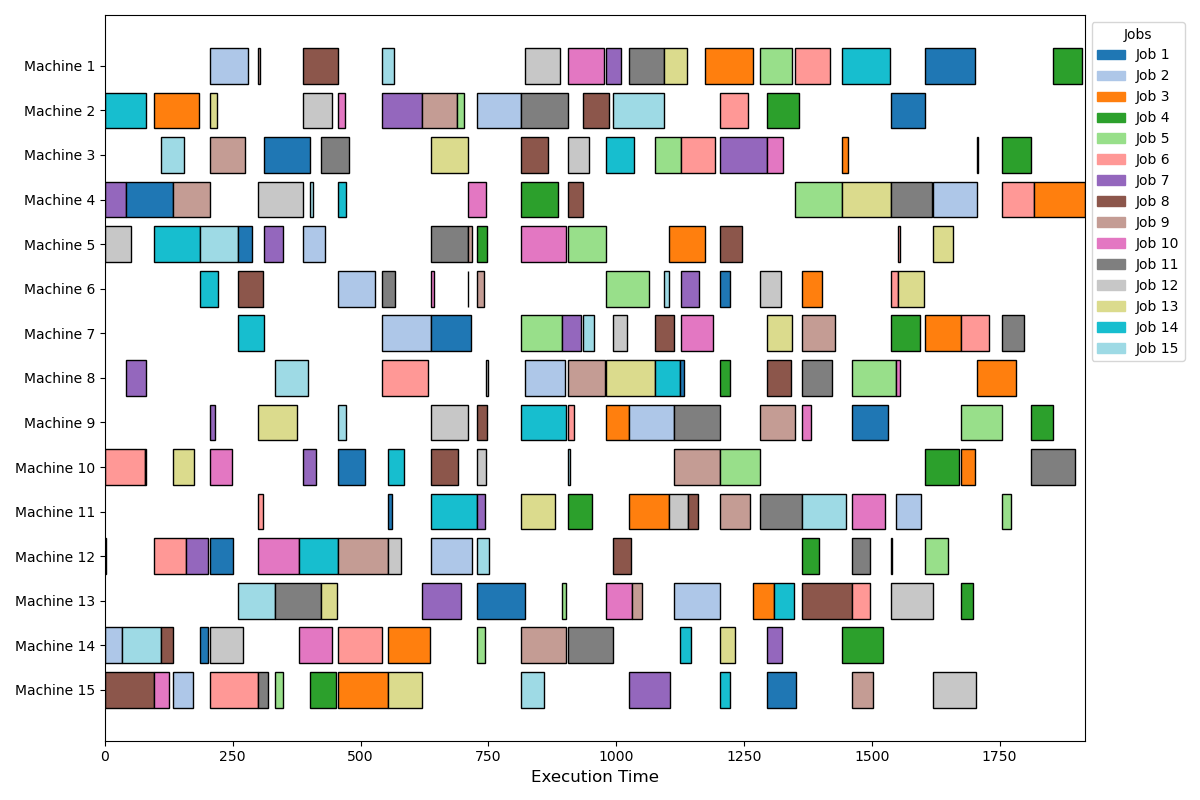 Machine 1
Machine 2
Machine 3
Machine 4
Machine 5
Machine 6
Machine 7
Machine 8
Machine 9
Machine 10
Machine 11
Machine 12
Machine 13
Machine 14
Machine 15
0 250 500 750 1000 1250 1500 1750
Execution Time
Jobs
Job 1
Job 2
Job 3
Job 4
Job 5
Job 6
Job 7
Job 8
Job 9
Job 10
Job 11
Job 12
Job 13
Job 14
Job 15